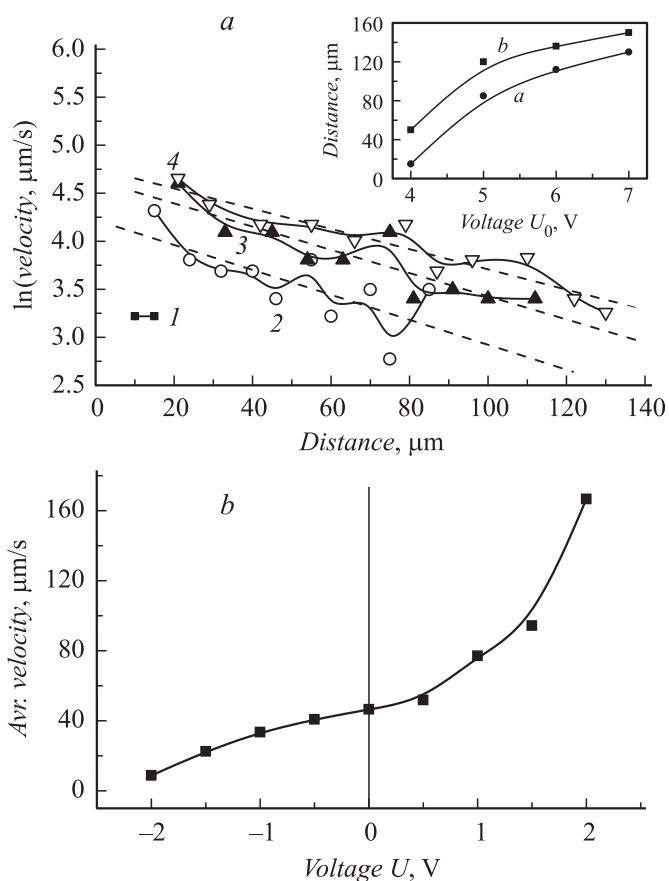 a
6.0
5.5
5.0
4.5
4.0
3.5
3.0
2.5
ln(velocity, μm/s)
4
3
2
1
0 20 40 60 80 100 120 140
Distance, μm
160
120
80
40
0
Distance, μm
b
a
4 5 6 7
Voltage U0, V
b
160
120
80
40
0
Avr. velocity, μm/s
–2 –1 0 1 2
Voltage U, V